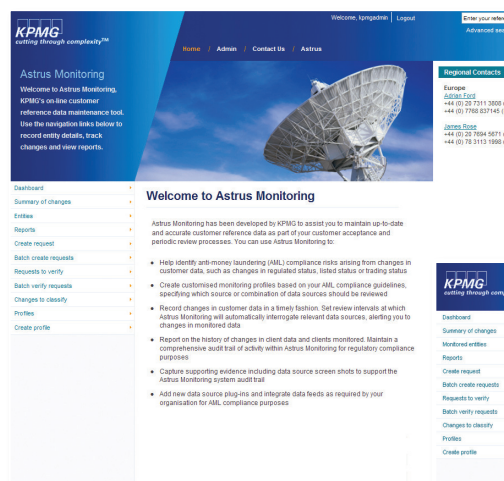 Welcome, kpmgadmin | Logout
Enter your refer
Advanced sea
KPMG
cutting through complexity™
Home / Admin / Contact Us / Astrus
Astrus Monitoring
Welcome to Astrus Monitoring,
KPMG's on-line customer
reference data maintenance tool.
Use the navigation links below to
record entity details, track
changes and view reports.
Regional Contacts
Europe
Adrian Ford
+44 (0) 20 7311 3808
+44 (0) 7768 837145 (
James Rose
+44 (0) 20 7694 5671
+44 (0) 78 3113 1998
Dashboard
Summary of changes
Entities
Reports
Create request
Batch create requests
Requests to verify
Batch verify requests
Changes to classify
Profiles
Create profile
Welcome to Astrus Monitoring
Astrus Monitoring has been developed by KPMG to assist you to maintain up-to-date
and accurate customer reference data as part of your customer acceptance and
periodic review processes. You can use Astrus Monitoring to:
• Help identify anti-money laundering (AML) compliance risks arising from changes in
customer data, such as changes in regulated status, listed status or trading status
• Create customised monitoring profiles based on your AML compliance guidelines,
specifying which source or combination of data sources should be reviewed
• Record changes in customer data in a timely fashion. Set review intervals at which
Astrus Monitoring will automatically interrogate relevant data sources, alerting you to
changes in monitored data
• Report on the history of changes in client data and clients monitored. Maintain a
comprehensive audit trail of activity within Astrus Monitoring for regulatory compliance
purposes
• Capture supporting evidence including data source screen shots to support the
Astrus Monitoring system audit trail
• Add new data source plug-ins and integrate data feeds as required by your
organisation for AML compliance purposes
KPMG
cutting through comp
Dashboard
Summary of changes
Monitored entities
Reports
Create request
Batch create requests
Requests to verify
Batch verify requests
Changes to classify
Profiles
Create profile